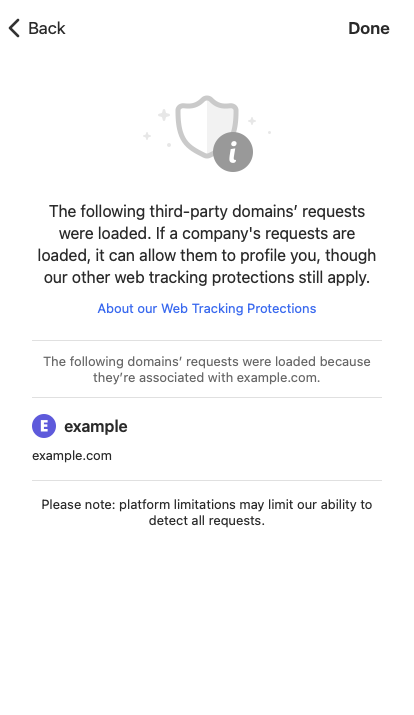 Back
Done
The following third-party domains’ requests
were loaded. If a company's requests are
loaded, it can allow them to profile you, though
our other web tracking protections still apply.
About our Web Tracking Protections
The following domains’ requests were loaded because
they’re associated with example.com.
E example
example.com
Please note: platform limitations may limit our ability to
detect all requests.